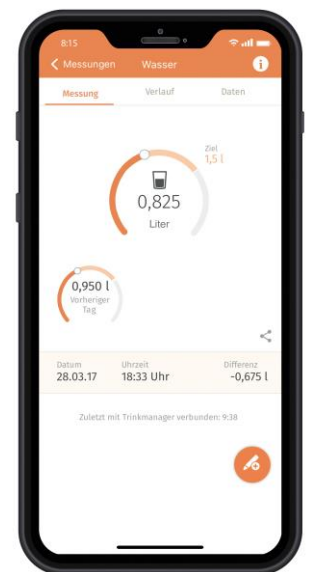 8:15
Messungen Wasser i
Messung Verlauf Daten
Ziel
1,5 l
0,825
Liter
0,950 l
Vorheriger
Tag
Datum Uhrzeit Differenz
28.03.17 18:33 Uhr -0,675 l
Zuletzt mit Trinkmanager verbunden: 9:38